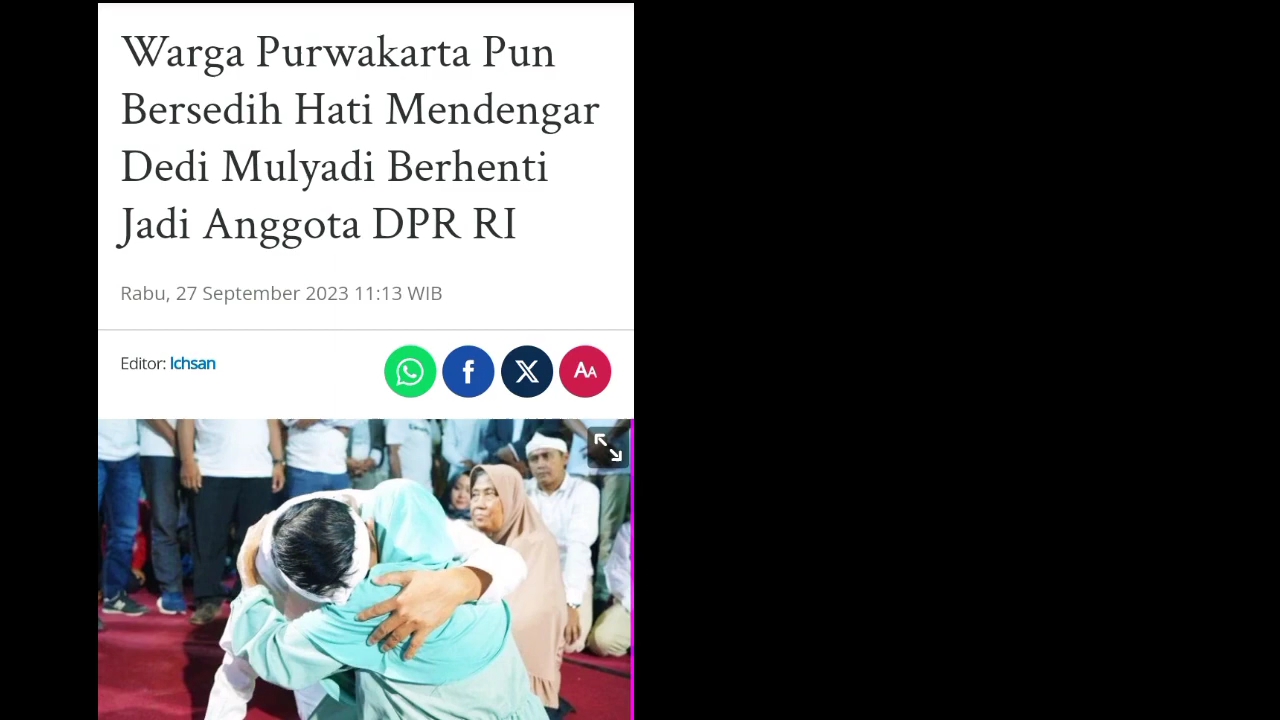 Warga Purwakarta Pun
Bersedih Hati Mendengar
Dedi Mulyadi Berhenti
Jadi Anggota DPR RI
Rabu, 27 September 2023 11:13 WIB
Editor: Ichsan
AA